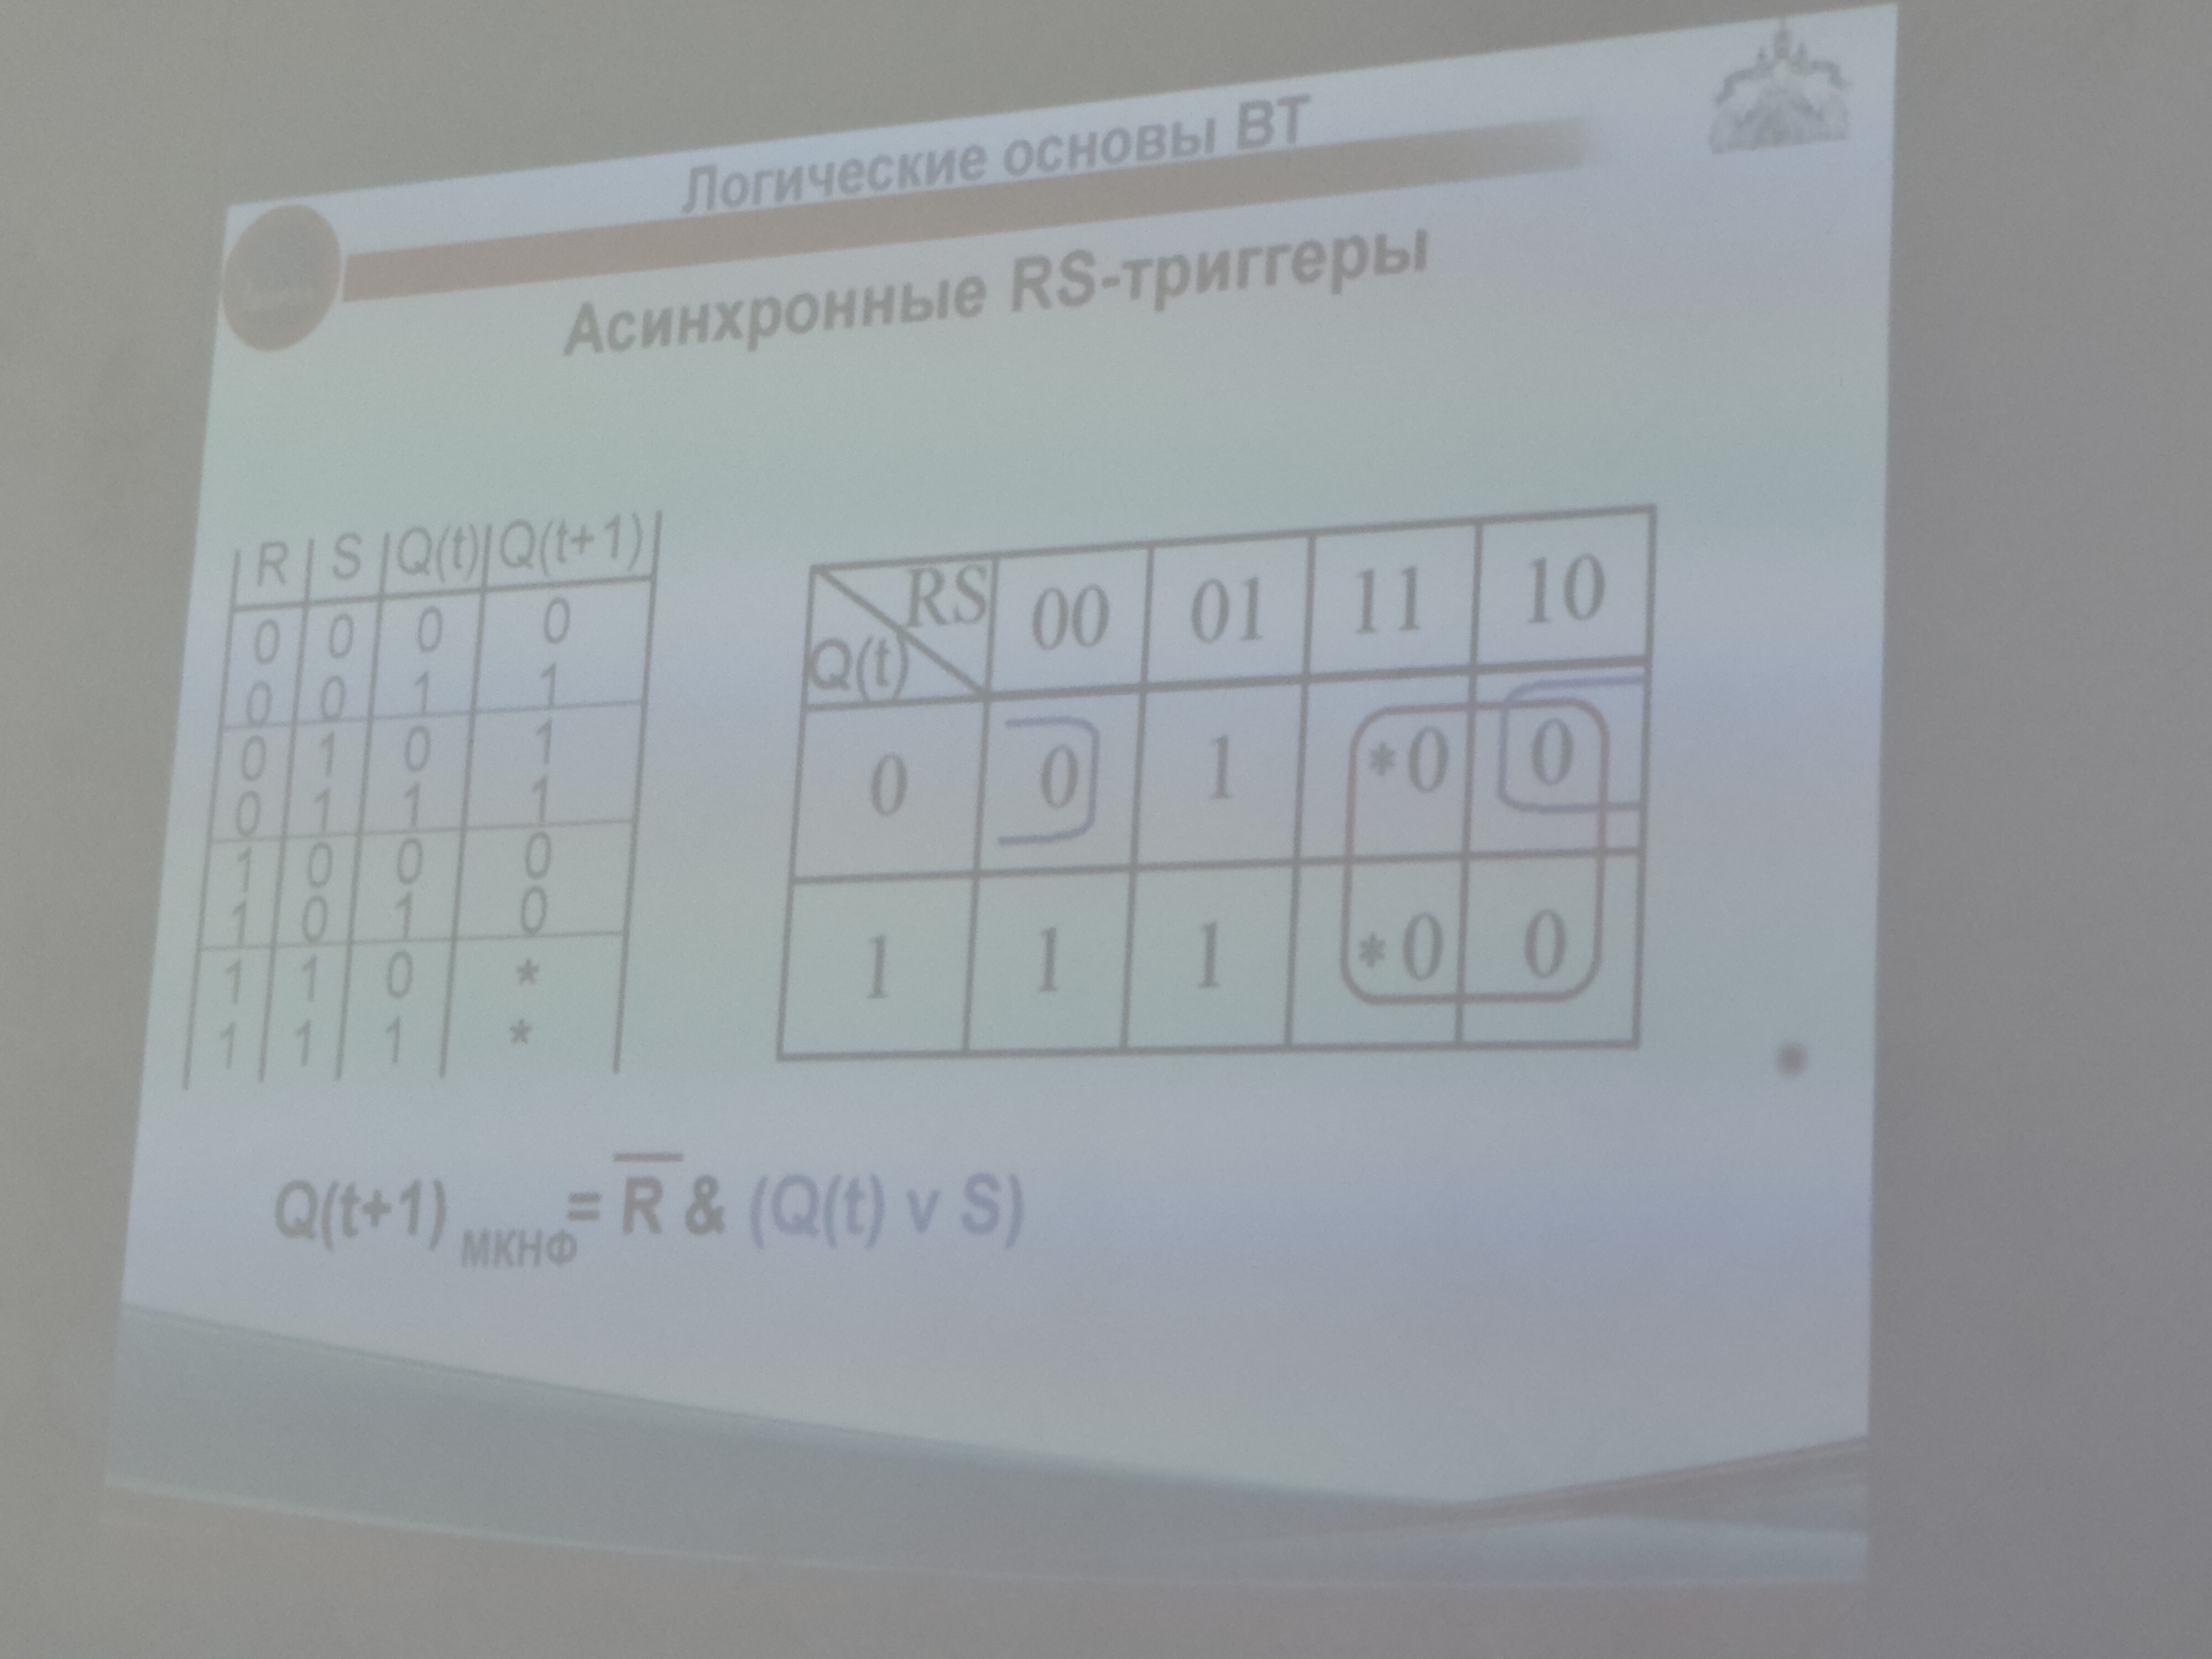 Логические основы ВТ
Асинхронные RS-триггеры
R S Q(t) Q(t+1)
0 0 0 0
0 0 1 1
0 1 0 1
0 1 1 1
1 0 0 0
1 0 1 0
1 1 0 *
1 1 1 *
RS 00 01 11 10
Q(t)
0 0 1 *0 0
1 1 1 *0 0
Q(t+1) МКНФ = R̅ & (Q(t) v S)